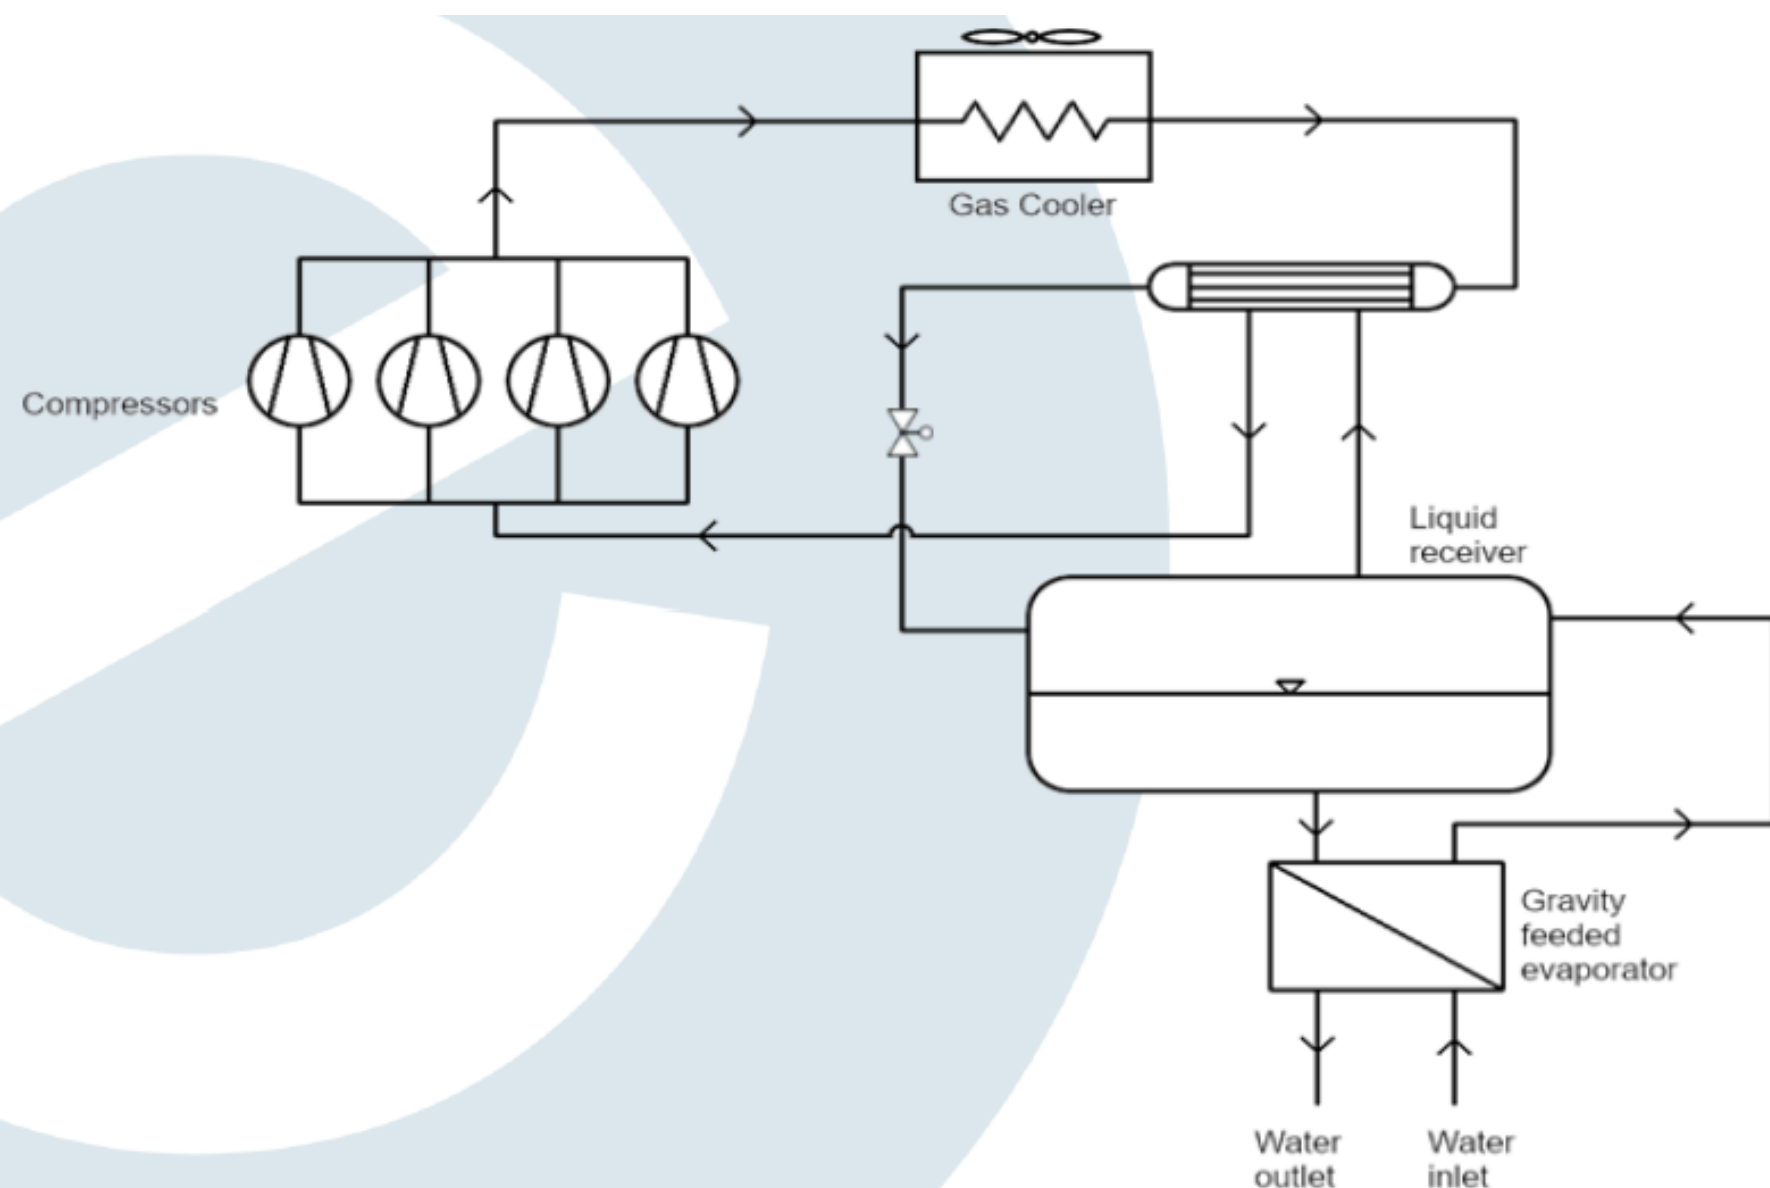 Gas Cooler
Compressors
Liquid
receiver
Gravity
feeded
evaporator
Water
outlet
Water
inlet